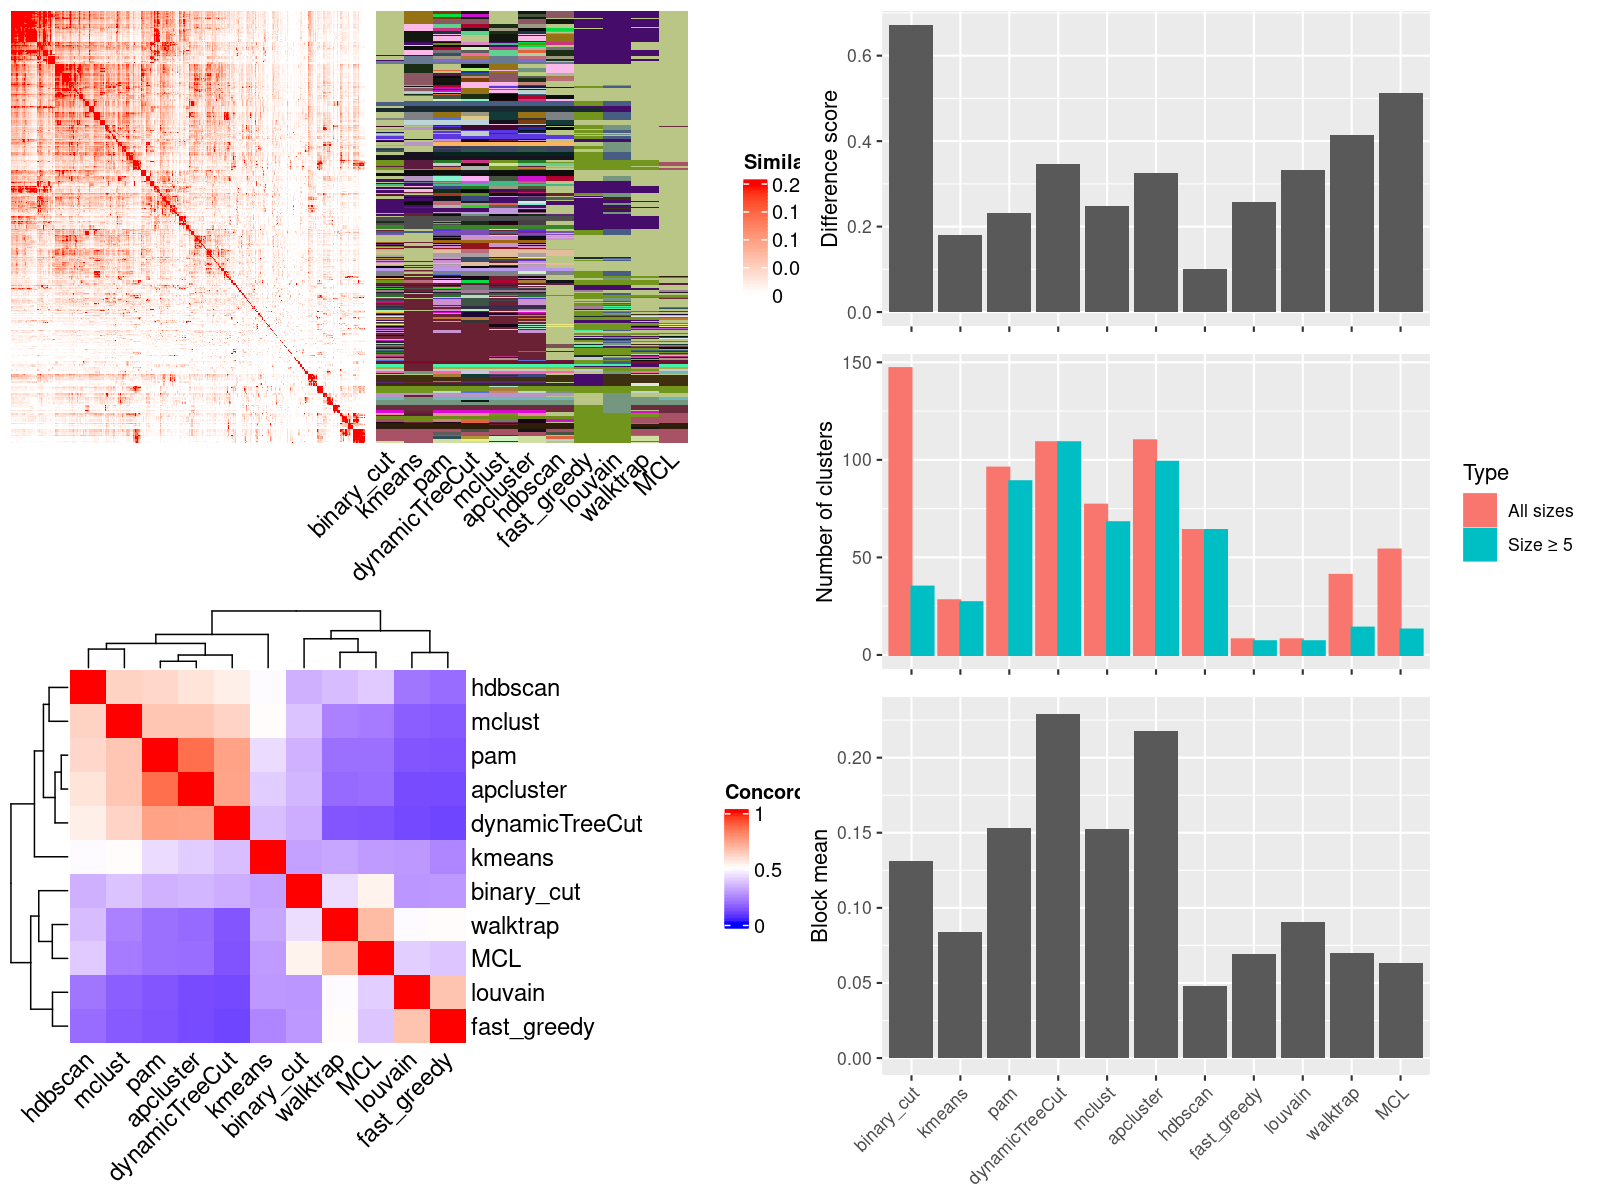 Simila
0.2
0.1
0.1
0.0
0
binary_cut
kmeans
pam
dynamicTreeCut
mclust
apcluster
hdbscan
fast_greedy
louvain
walktrap
MCL
hdbscan
mclust
pam
apcluster
dynamicTreeCut
kmeans
binary_cut
walktrap
MCL
louvain
fast_greedy
hdbscan
mclust
pam
apcluster
dynamicTreeCut
kmeans
binary_cut
walktrap
MCL
louvain
fast_greedy
Concorc
1
0.5
0
Difference score
0.6
0.4
0.2
0.0
Number of clusters
150
100
50
0
Type
All sizes
Size ≥ 5
Block mean
0.20
0.15
0.10
0.05
0.00
binary_cut
kmeans
pam
dynamicTreeCut
mclust
apcluster
hdbscan
fast_greedy
louvain
walktrap
MCL